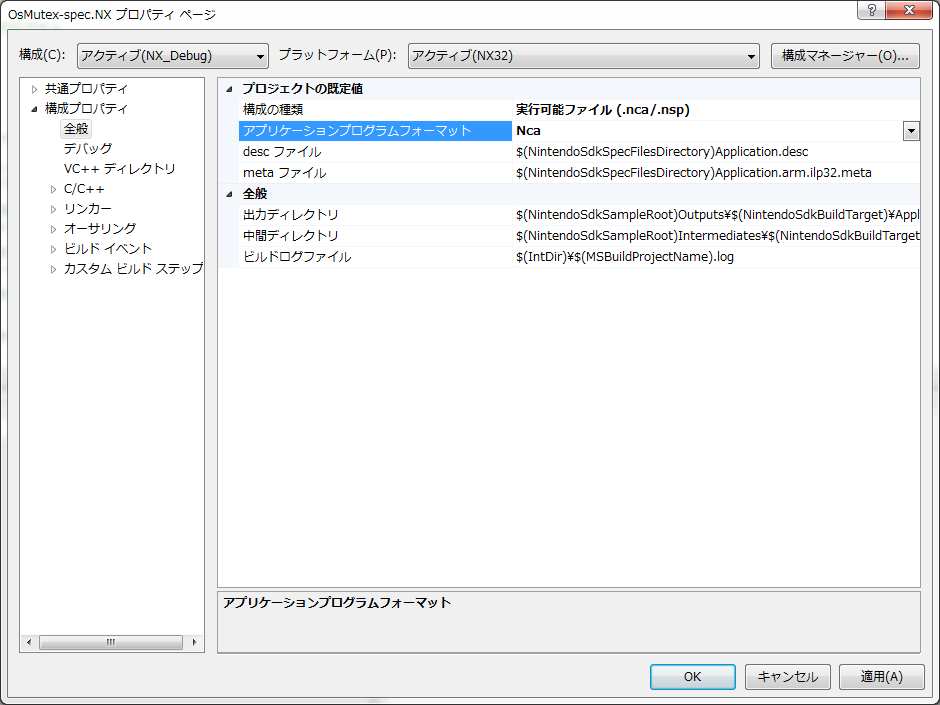 OsMutex-spec.NX プロパティ ページ
構成(C): アクティブ(NX_Debug) プラットフォーム(P): アクティブ(NX32) 構成マネージャー(O)...
共通プロパティ
構成プロパティ
全般
デバッグ
VC++ ディレクトリ
C/C++
リンカー
オーサリング
ビルド イベント
カスタム ビルド ステップ
プロジェクトの既定値
構成の種類 実行可能ファイル (.nca/.nsp)
アプリケーションプログラムフォーマット Nca
desc ファイル $(NintendoSdkSpecFilesDirectory)Application.desc
meta ファイル $(NintendoSdkSpecFilesDirectory)Application.arm.ilp32.meta
全般
出力ディレクトリ $(NintendoSdkSampleRoot)Outputs¥$(NintendoSdkBuildTarget)¥Appl
中間ディレクトリ $(NintendoSdkSampleRoot)Intermediates¥$(NintendoSdkBuildTarget
ビルドログファイル $(IntDir)¥$(MSBuildProjectName).log
アプリケーションプログラムフォーマット
OK キャンセル 適用(A)